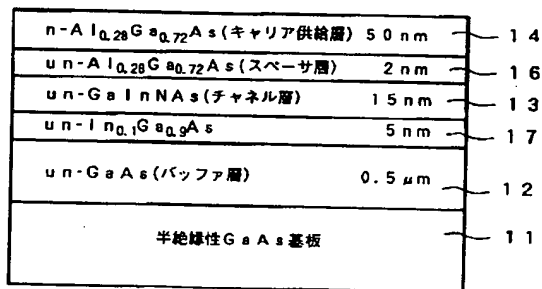 n-Al0.28Ga0.72As(キャリア供給層) 50nm 14
un-Al0.28Ga0.72As(スペーサ層) 2nm 16
un-GaInNAs(チャネル層) 15nm 13
un-In0.1Ga0.9As 5nm 17
un-GaAs(バッファ層) 0.5μm 12
半絶縁性GaAs基板 11